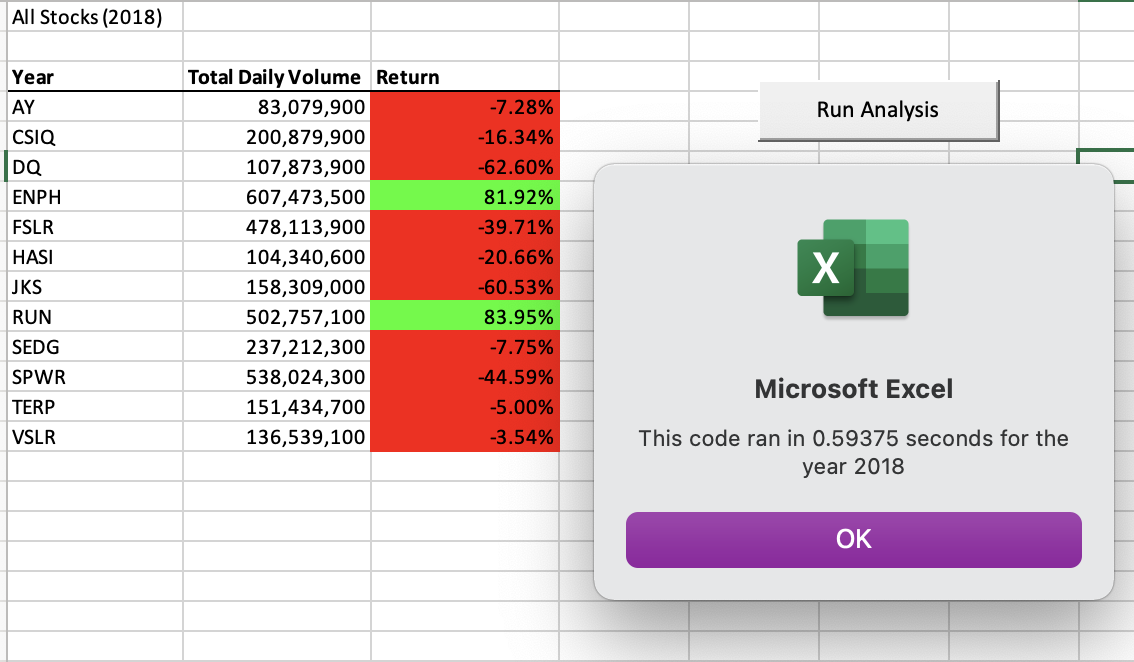 All Stocks (2018)
Year Total Daily Volume Return
AY 83,079,900 -7.28%
CSIQ 200,879,900 -16.34%
DQ 107,873,900 -62.60%
ENPH 607,473,500 81.92%
FSLR 478,113,900 -39.71%
HASI 104,340,600 -20.66%
JKS 158,309,000 -60.53%
RUN 502,757,100 83.95%
SEDG 237,212,300 -7.75%
SPWR 538,024,300 -44.59%
TERP 151,434,700 -5.00%
VSLR 136,539,100 -3.54%
Run Analysis
X
Microsoft Excel
This code ran in 0.59375 seconds for the
year 2018
OK